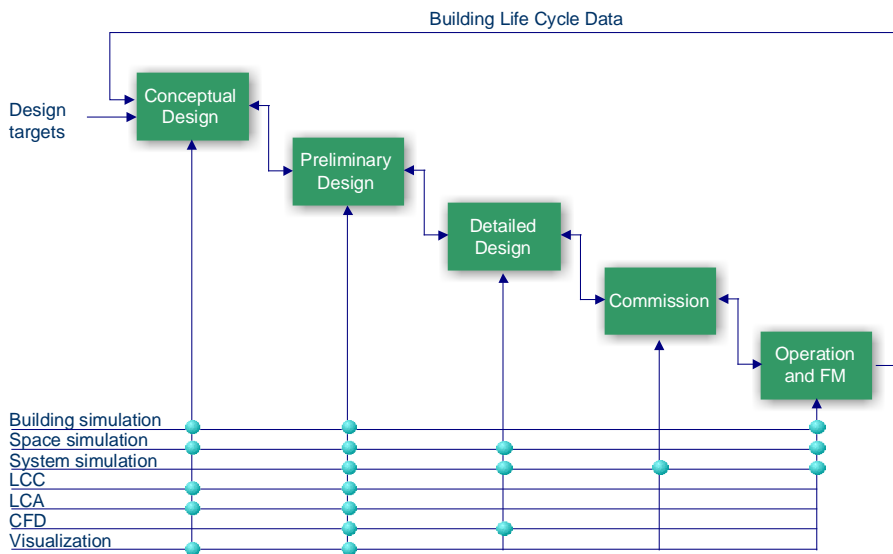 Building Life Cycle Data
Conceptual
Design
Design
targets
Preliminary
Design
Detailed
Design
Commission
Operation
and FM
Building simulation
Space simulation
System simulation
LCC
LCA
CFD
Visualization